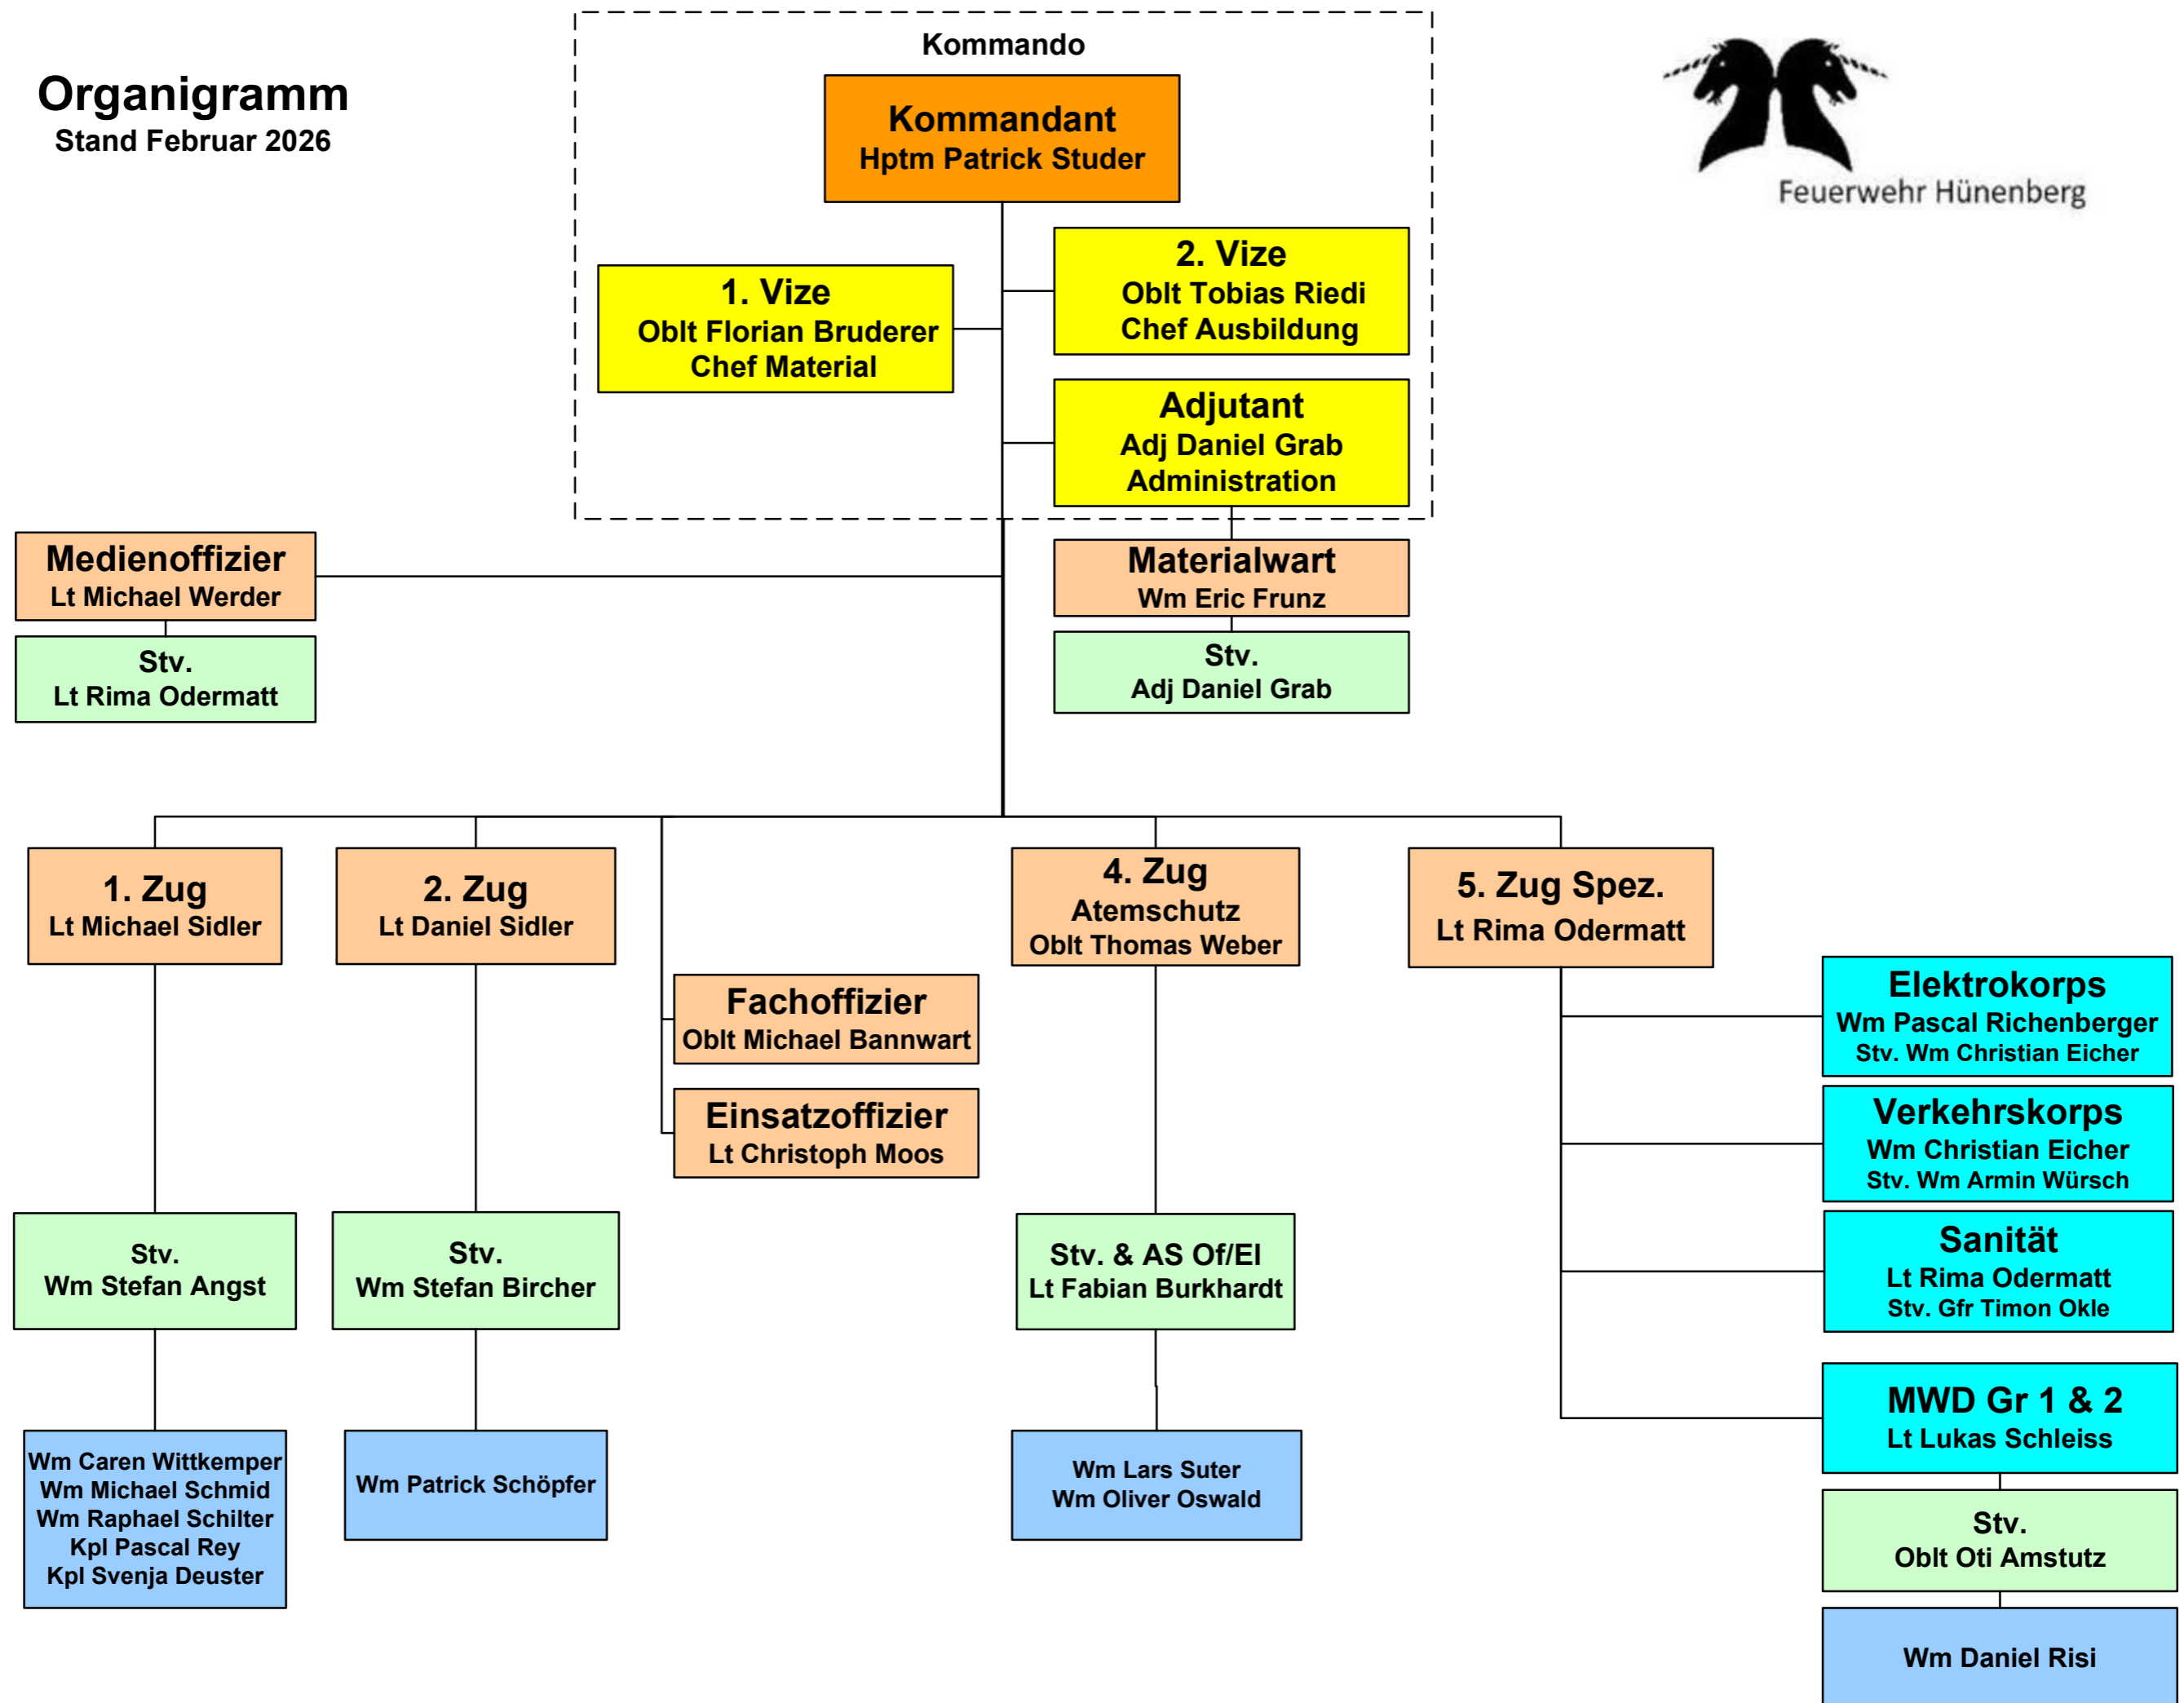 Organigramm
Stand Februar 2026
Kommando
Kommandant
Hptm Patrick Studer
Feuerwehr Hünenberg
1. Vize
Oblt Florian Bruderer
Chef Material
2. Vize
Oblt Tobias Riedi
Chef Ausbildung
Adjutant
Adj Daniel Grab
Administration
Medienoffizier
Lt Michael Werder
Stv.
Lt Rima Odermatt
Materialwart
Wm Eric Frunz
Stv.
Adj Daniel Grab
1. Zug
Lt Michael Sidler
2. Zug
Lt Daniel Sidler
Fachoffizier
Oblt Michael Bannwart
Einsatzoffizier
Lt Christoph Moos
4. Zug
Atemschutz
Oblt Thomas Weber
5. Zug Spez.
Lt Rima Odermatt
Elektrokorps
Wm Pascal Richenberger
Stv. Wm Christian Eicher
Verkehrskorps
Wm Christian Eicher
Stv. Wm Armin Würsch
Sanität
Lt Rima Odermatt
Stv. Gfr Timon Okle
Stv.
Wm Stefan Angst
Stv.
Wm Stefan Bircher
Stv. & AS Of/El
Lt Fabian Burkhardt
MWD Gr 1 & 2
Lt Lukas Schleiss
Wm Caren Wittkemper
Wm Michael Schmid
Wm Raphael Schilter
Kpl Pascal Rey
Kpl Svenja Deuster
Wm Patrick Schöpfer
Wm Lars Suter
Wm Oliver Oswald
Stv.
Oblt Oti Amstutz
Wm Daniel Risi